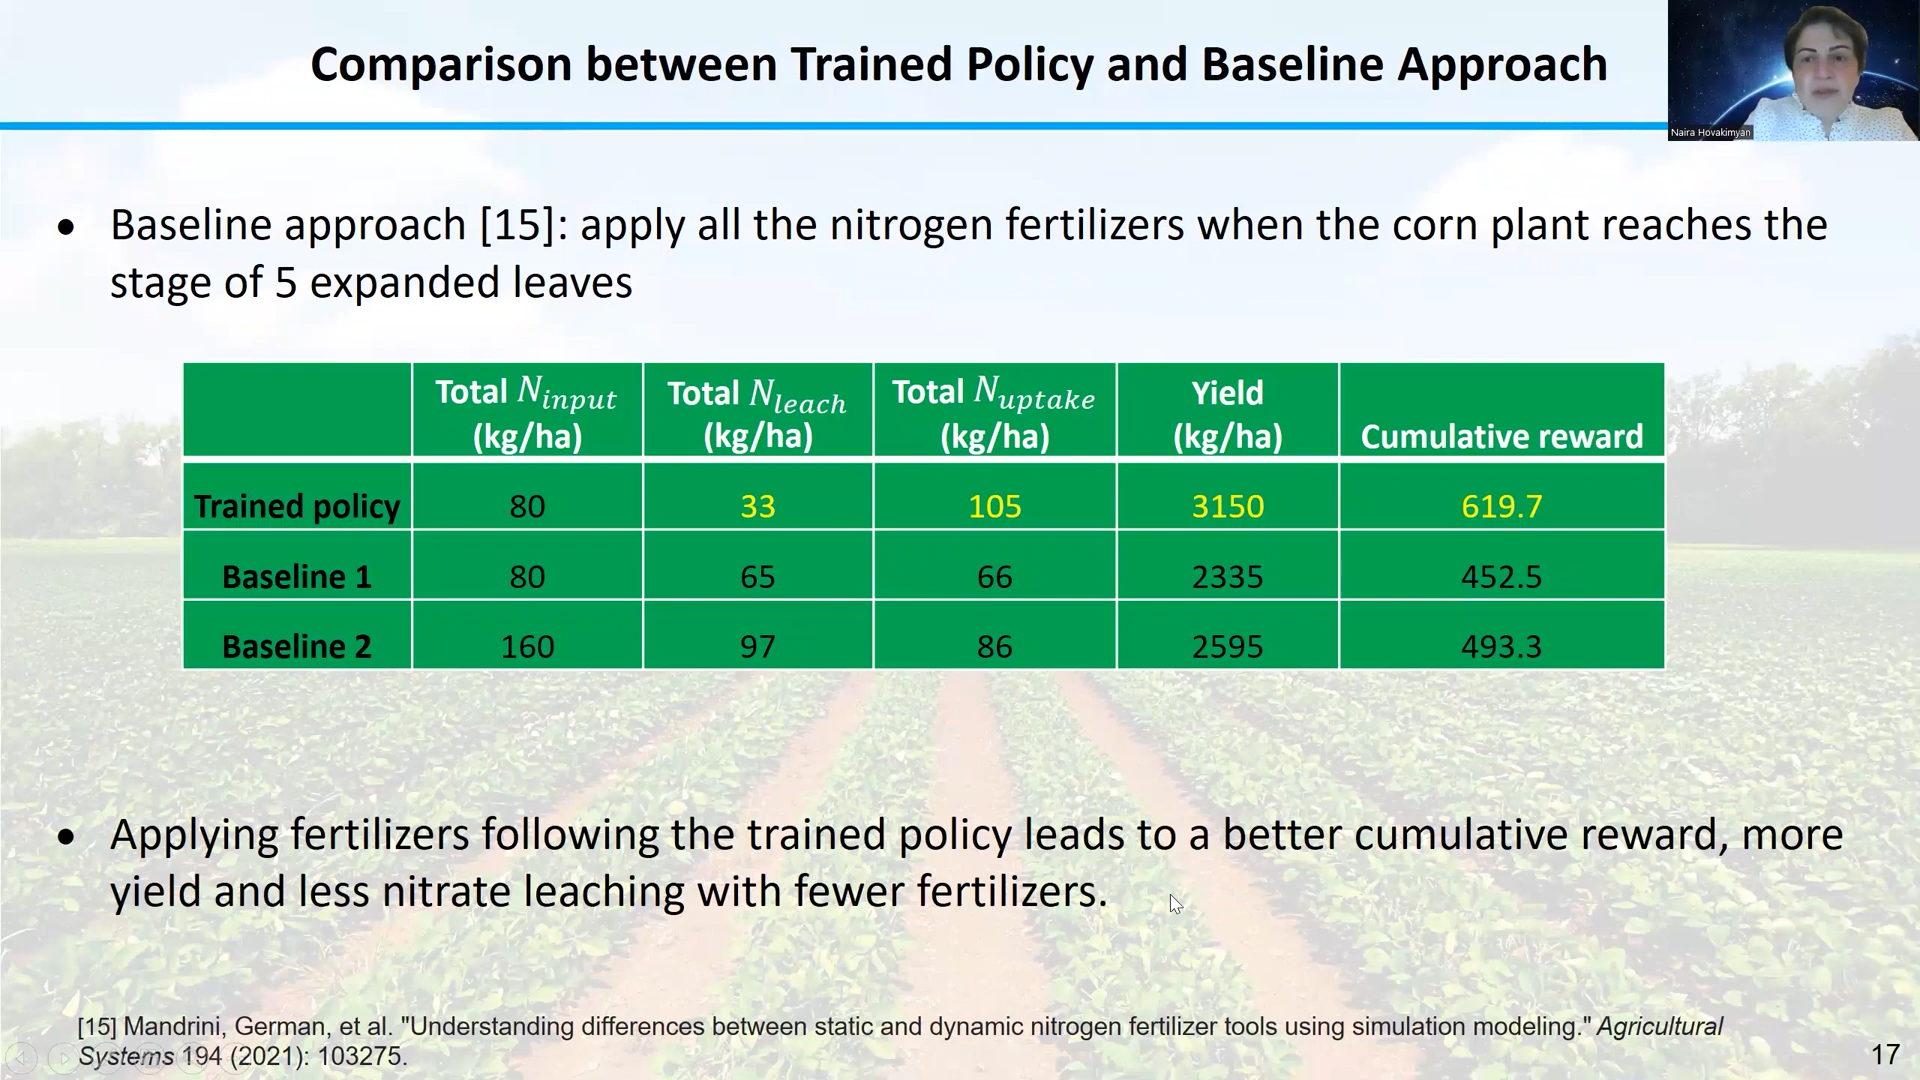 Comparison between Trained Policy and Baseline Approach
Naira Hovakimyan
• Baseline approach [15]: apply all the nitrogen fertilizers when the corn plant reaches the
stage of 5 expanded leaves
Total N_input (kg/ha) Total N_leach (kg/ha) Total N_uptake (kg/ha) Yield (kg/ha) Cumulative reward
Trained policy 80 33 105 3150 619.7
Baseline 1 80 65 66 2335 452.5
Baseline 2 160 97 86 2595 493.3
• Applying fertilizers following the trained policy leads to a better cumulative reward, more
yield and less nitrate leaching with fewer fertilizers.
[15] Mandrini, German, et al. "Understanding differences between static and dynamic nitrogen fertilizer tools using simulation modeling." Agricultural
Systems 194 (2021): 103275.
17